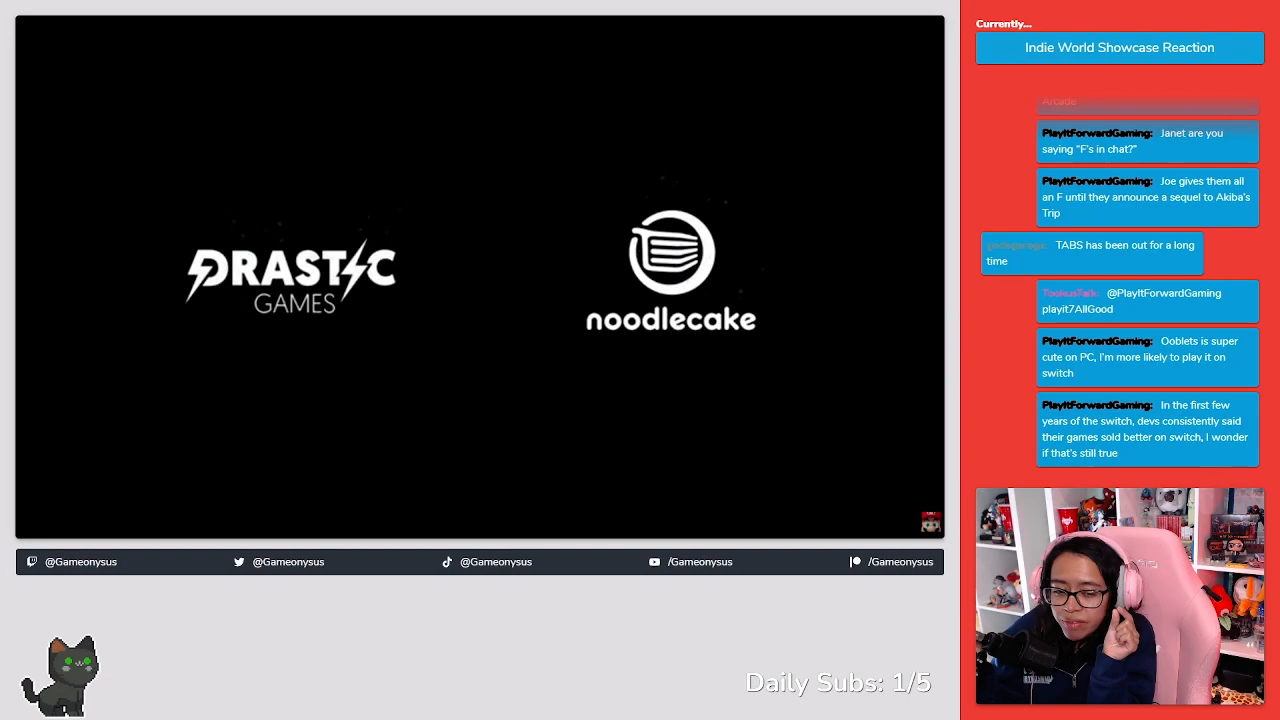 Currently...
Indie World Showcase Reaction
Arcade
PlayItForwardGaming: Janet are you
saying "F's in chat?"
PlayItForwardGaming: Joe gives them all
an F until they announce a sequel to Akiba's
Trip
TABS has been out for a long
time
@PlayItForwardGaming
playit7AllGood
PlayItForwardGaming: Ooblets is super
cute on PC, I'm more likely to play it on
switch
PlayItForwardGaming: In the first few
years of the switch, devs consistently said
their games sold better on switch, I wonder
if that's still true
DRASTIC
GAMES
noodlecake
@Gameonysus
@Gameonysus
@Gameonysus
/Gameonysus
/Gameonysus
Daily Subs: 1/5